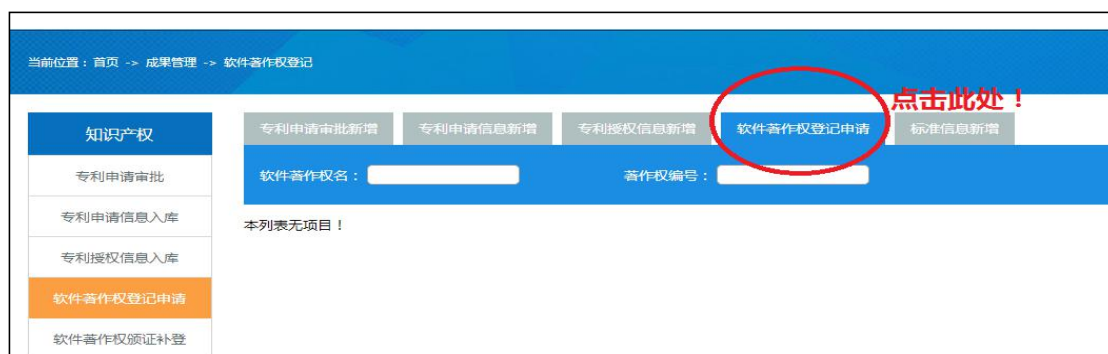 当前位置：首页 -> 成果管理 -> 软件著作权登记
点击此处！
知识产权
专利申请审批新增 专利申请信息新增 专利授权信息新增 软件著作权登记申请 标准信息新增
专利申请审批
软件著作权名： 著作权编号：
专利申请信息入库
本列表无项目！
专利授权信息入库
软件著作权登记申请
软件著作权颁证补登